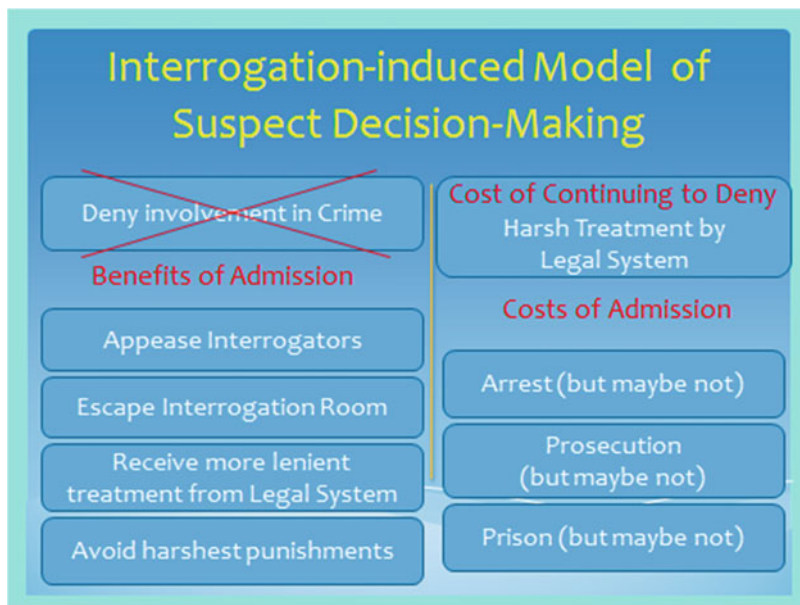 Interrogation-induced Model of
Suspect Decision-Making
Deny involvement in Crime
Benefits of Admission
Appease Interrogators
Escape Interrogation Room
Receive more lenient
treatment from Legal System
Avoid harshest punishments
Cost of Continuing to Deny
Harsh Treatment by
Legal System
Costs of Admission
Arrest (but maybe not)
Prosecution
(but maybe not)
Prison (but maybe not)